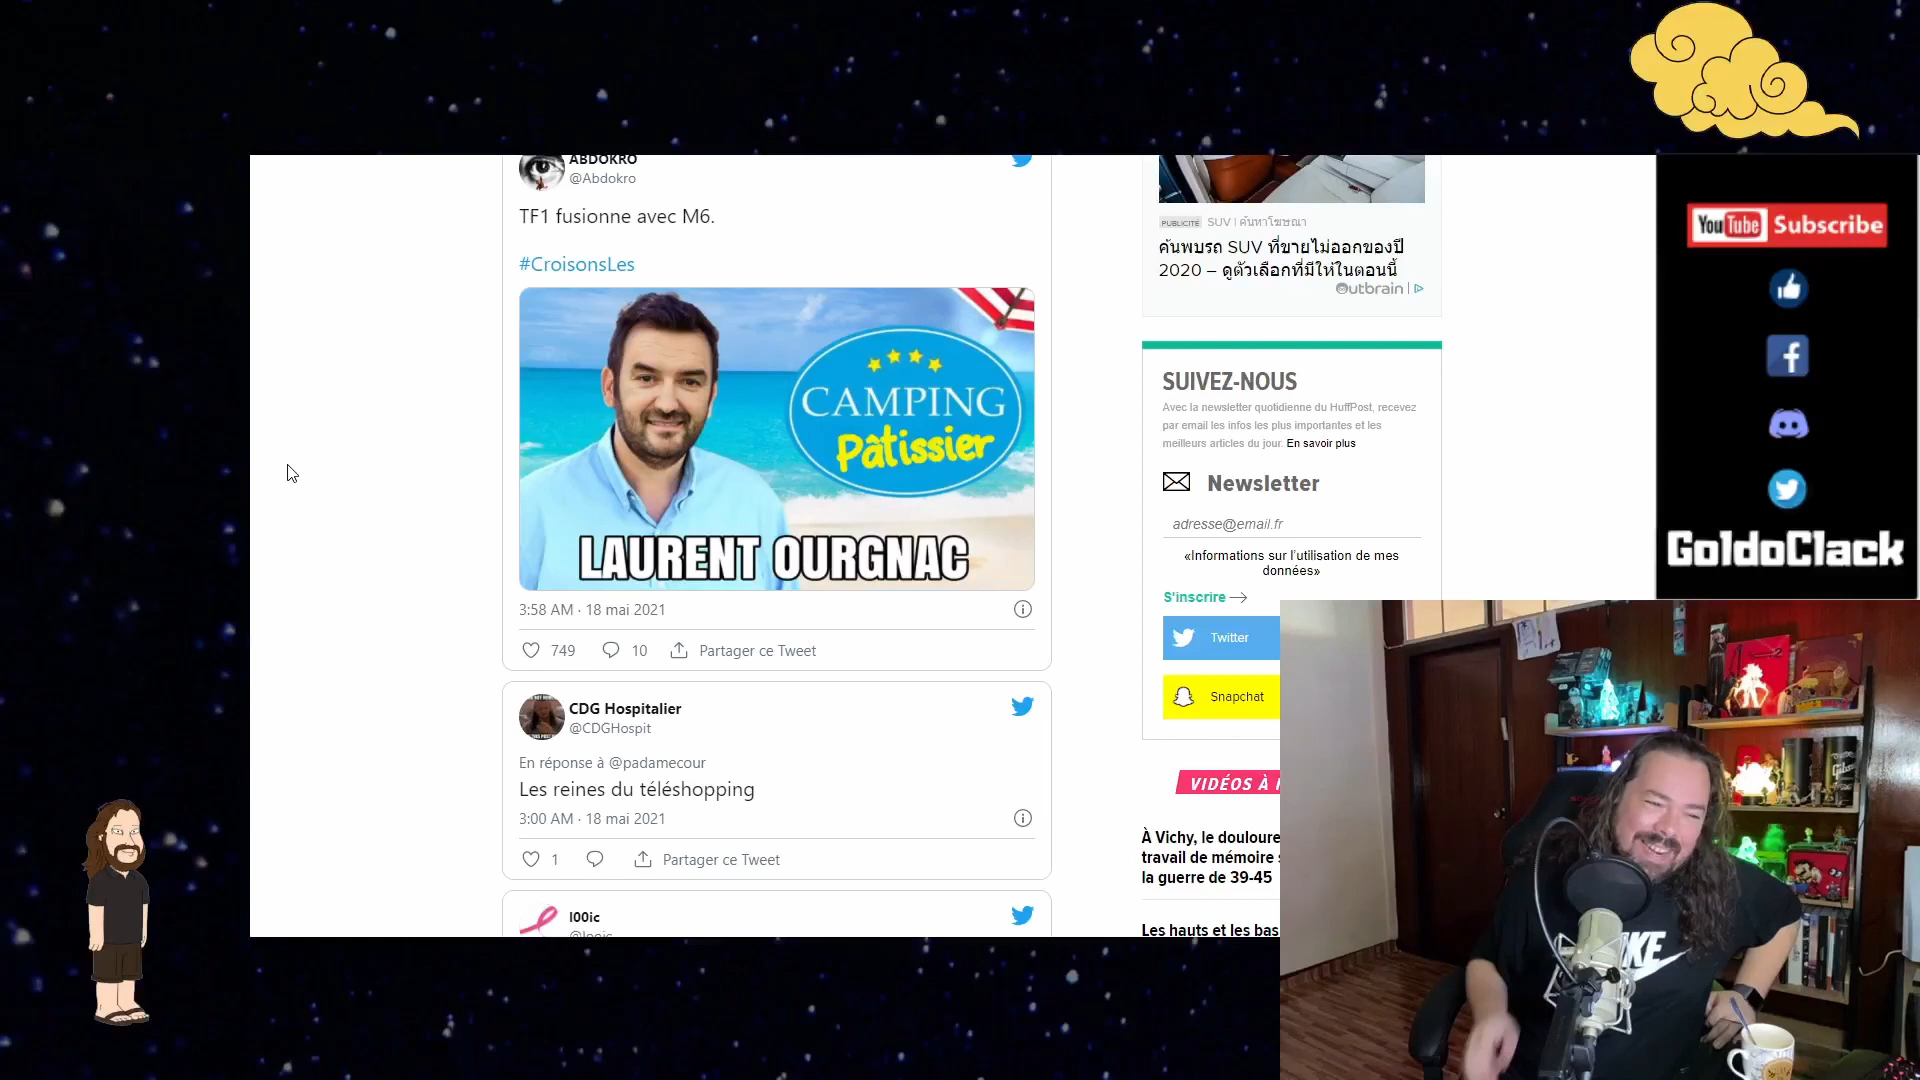 ABDOKRO
@Abdokro
TF1 fusionne avec M6.
#CroisonsLes
CAMPING
Pâtissier
LAURENT OURGNAC
3:58 AM · 18 mai 2021
749
10
Partager ce Tweet
CDG Hospitalier
@CDGHospit
En réponse à @padamecour
Les reines du téléshopping
3:00 AM · 18 mai 2021
1
Partager ce Tweet
l00ic
PUBLICITÉ SUV | ค้นหาโฆษณา
ค้นพบรถ SUV ที่ขายไม่ออกของปี
2020 – ดูตัวเลือกที่มีให้ในตอนนี้
Outbrain
SUIVEZ-NOUS
Avec la newsletter quotidienne du HuffPost, recevez
par email les infos les plus importantes et les
meilleurs articles du jour. En savoir plus
Newsletter
adresse@email.fr
«Informations sur l'utilisation de mes
données»
S'inscrire
Twitter
Snapchat
VIDÉOS À
À Vichy, le douloure
travail de mémoire
la guerre de 39-45
Les hauts et les bas
YouTube Subscribe
GoldoClack